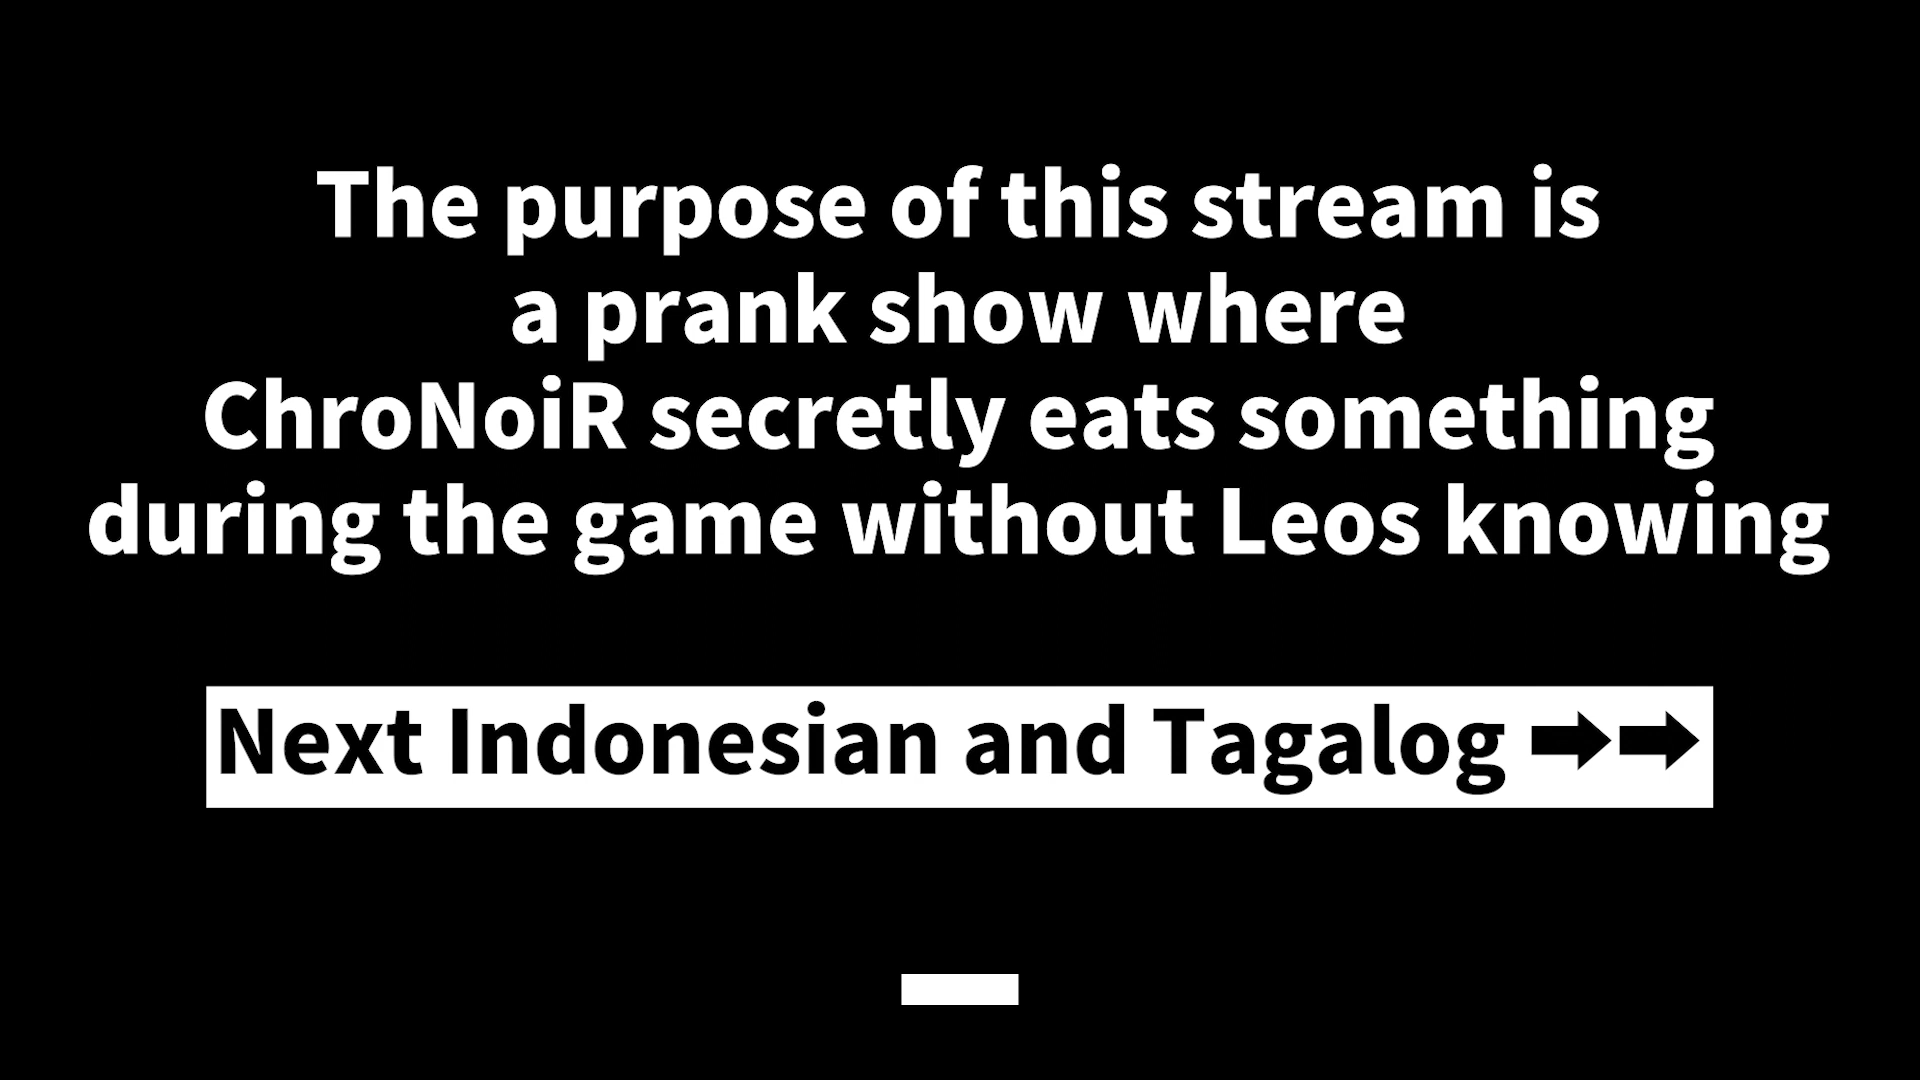 The purpose of this stream is
a prank show where
ChroNoiR secretly eats something
during the game without Leos knowing
Next Indonesian and Tagalog ➡➡